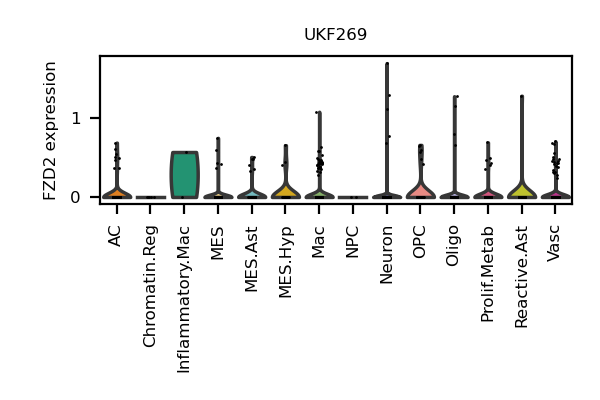 UKF269
FZD2 expression
1
0
AC
Chromatin.Reg
Inflammatory.Mac
MES
MES.Ast
MES.Hyp
Mac
NPC
Neuron
OPC
Oligo
Prolif.Metab
Reactive.Ast
Vasc